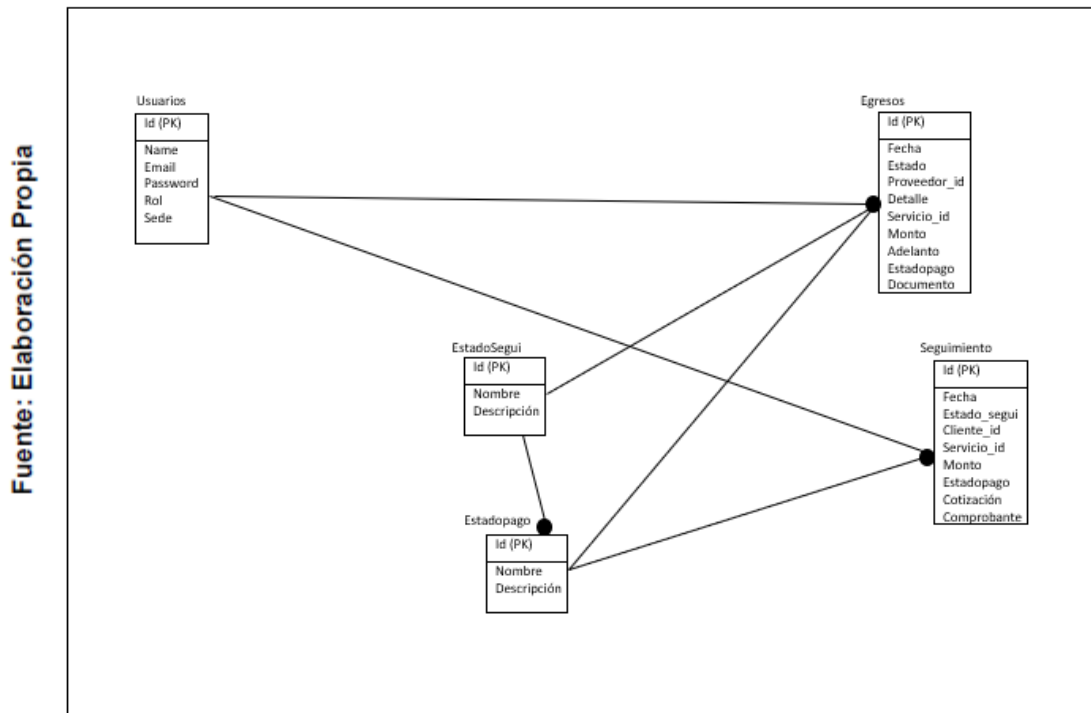 Fuente: Elaboración Propia
Usuarios
Id (PK)
Name
Email
Password
Rol
Sede
Egresos
Id (PK)
Fecha
Estado
Proveedor_id
Detalle
Servicio_id
Monto
Adelanto
Estadopago
Documento
EstadoSegui
Id (PK)
Nombre
Descripción
Seguimiento
Id (PK)
Fecha
Estado_segui
Cliente_id
Servicio_id
Monto
Estadopago
Cotización
Comprobante
Estadopago
Id (PK)
Nombre
Descripción